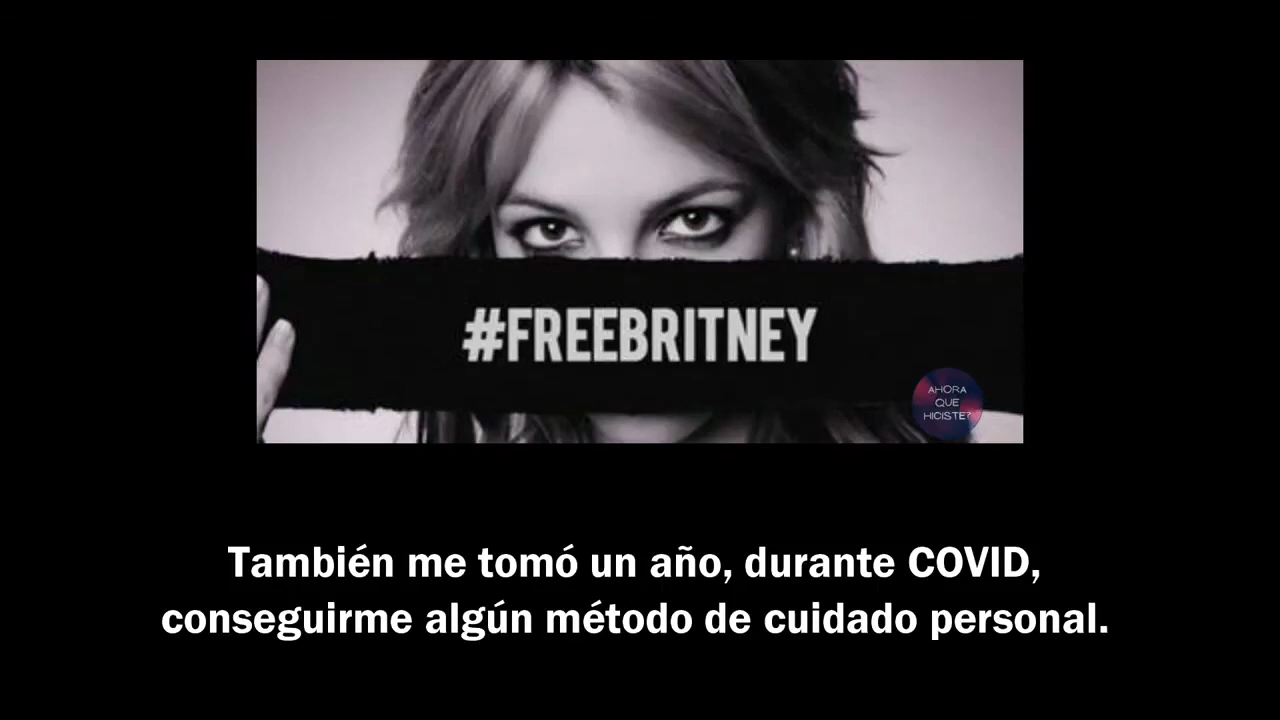 #FREEBRITNEY
AHORA
QUE
HICISTE?
También me tomó un año, durante COVID,
conseguirme algún método de cuidado personal.